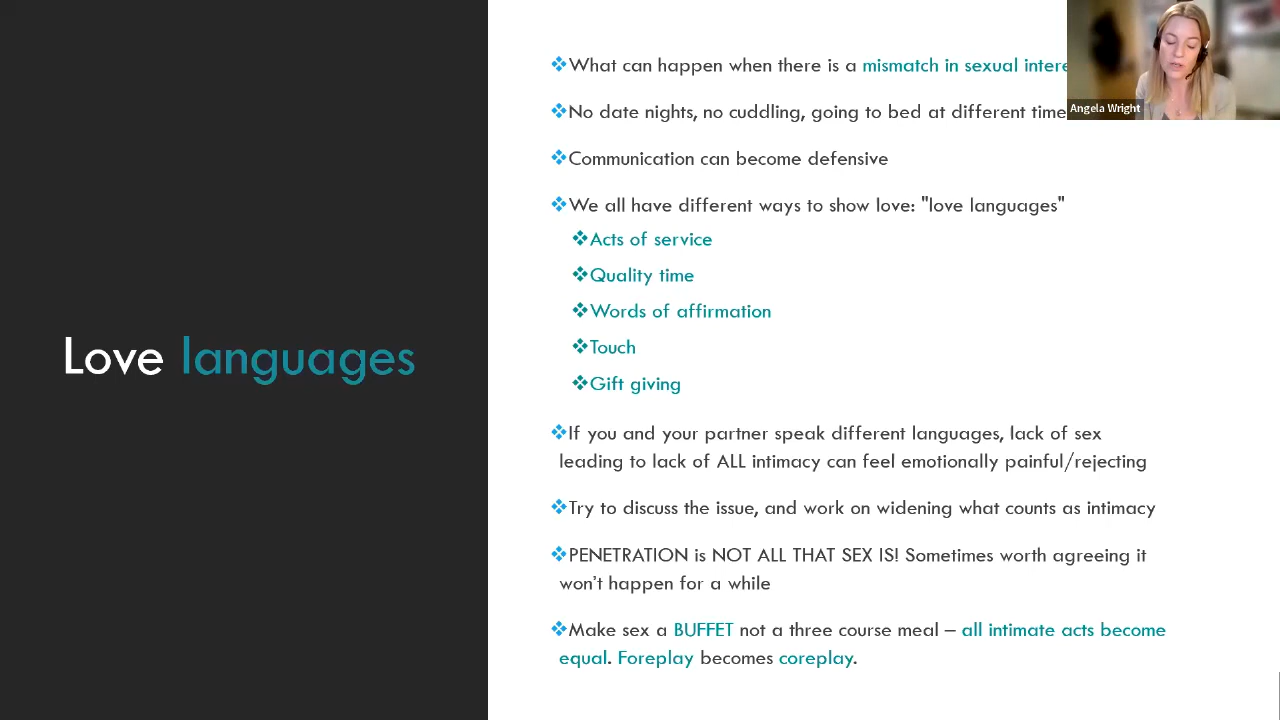 Love languages
❖What can happen when there is a mismatch in sexual
❖No date nights, no cuddling, going to bed at different
❖Communication can become defensive
❖We all have different ways to show love: "love languages"
❖Acts of service
❖Quality time
❖Words of affirmation
❖Touch
❖Gift giving
❖If you and your partner speak different languages, lack of sex
leading to lack of ALL intimacy can feel emotionally painful/rejecting
❖Try to discuss the issue, and work on widening what counts as intimacy
❖PENETRATION is NOT ALL THAT SEX IS! Sometimes worth agreeing it
won’t happen for a while
❖Make sex a BUFFET not a three course meal – all intimate acts become
equal. Foreplay becomes coreplay.
Angela Wright